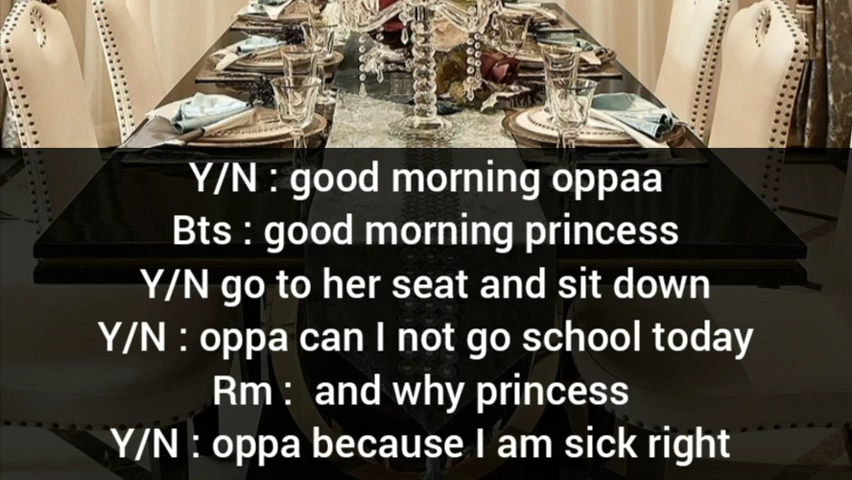 Y/N : good morning oppaa
Bts : good morning princess
Y/N go to her seat and sit down
Y/N : oppa can I not go school today
Rm :  and why princess
Y/N : oppa because I am sick right